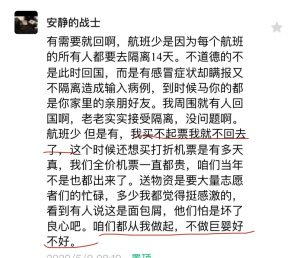 安静的战士
有需要就回啊，航班少是因为每个航班
的所有人都要去隔离14天。不道德的不
是此时回国，而是有感冒症状却瞒报又
不隔离造成输入病例，到时候马你的都
是你家里的亲朋好友。我周围就有人回
国啊，老老实实接受隔离，没问题啊。
航班少 但是有，我买不起票我就不回去
了，这个时候还想买打折机票是有多天
真，我们全价机票一直都贵，咱们当年
不是也都来了。送物资是要大量志愿
者们的忙碌，多少我都觉得挺感激的，
看到有人说这是面包屑，他们怕是坏了
良心吧。咱们都从我做起，不做巨婴好
不好。